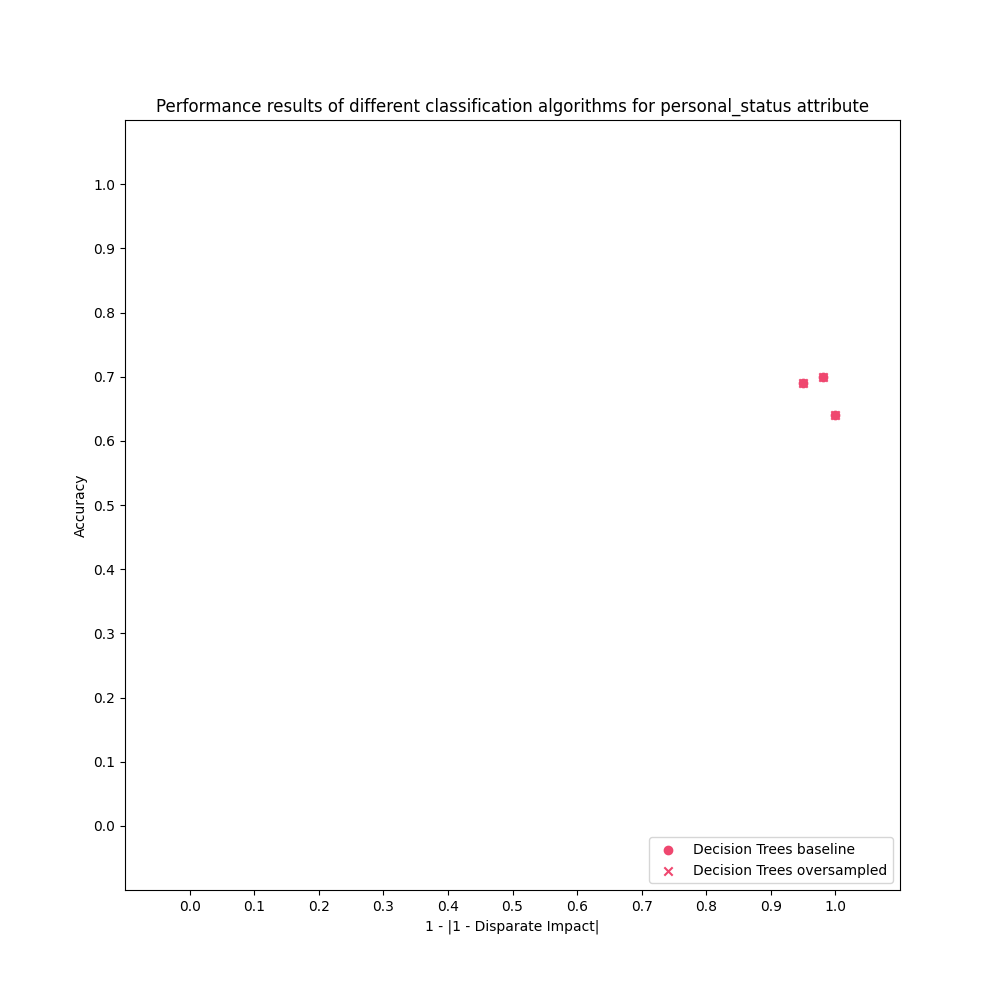 Performance results of different classification algorithms for personal_status attribute
1.0
0.9
0.8
0.7
0.6
0.5
0.4
0.3
0.2
0.1
0.0
Accuracy
Decision Trees baseline
Decision Trees oversampled
0.0 0.1 0.2 0.3 0.4 0.5 0.6 0.7 0.8 0.9 1.0
1 - |1 - Disparate Impact|